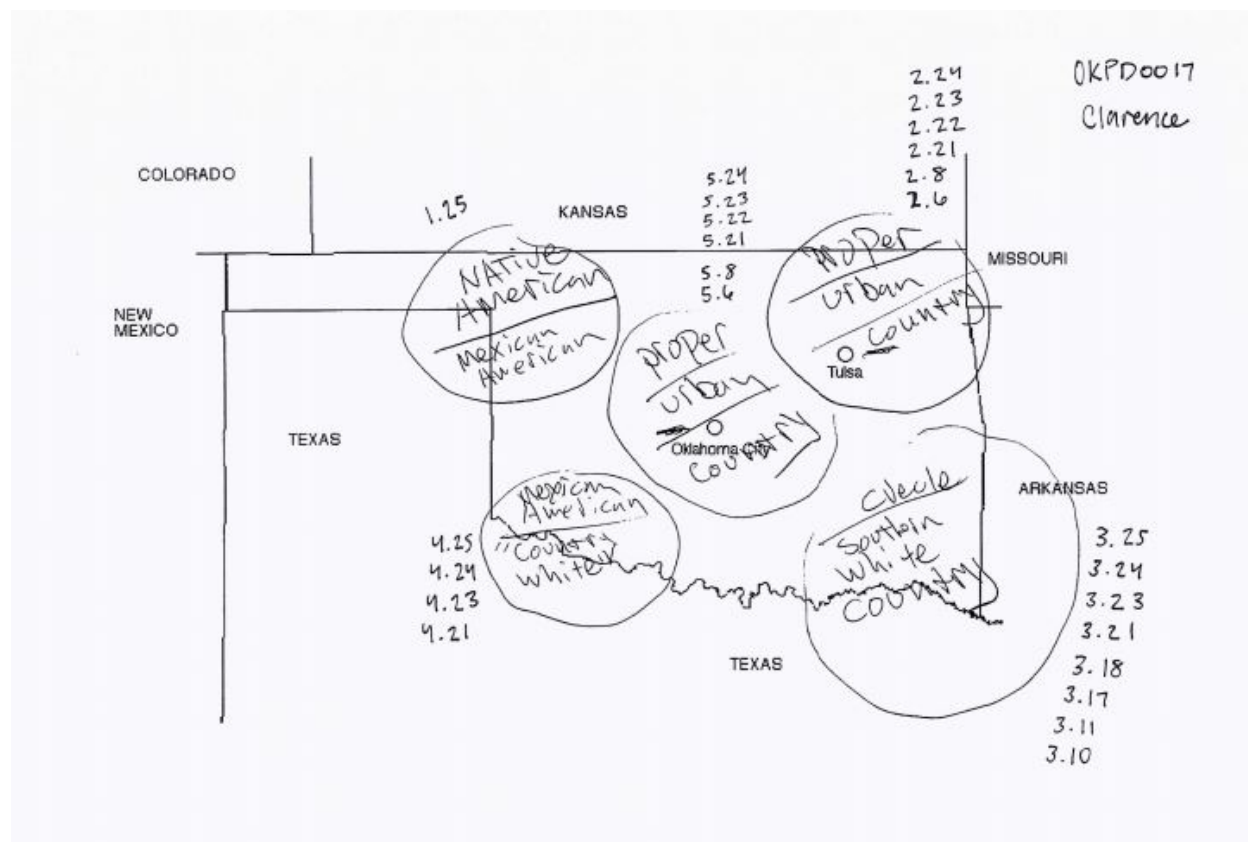 OKPD0017
Clarence
2.24
2.23
2.22
2.21
2.8
2.6
COLORADO
1.25
KANSAS
5.24
5.23
5.22
5.21
5.8
5.6
MISSOURI
NEW
MEXICO
NATive
American
Mexican
American
proper
urban
country
Tulsa
proper
urban
Oklahoma City
country
TEXAS
ARKANSAS
Mexican
American
"country
white"
4.25
4.24
4.23
4.21
creole
white
country
3.25
3.24
3.23
3.21
3.18
3.17
3.11
3.10
TEXAS